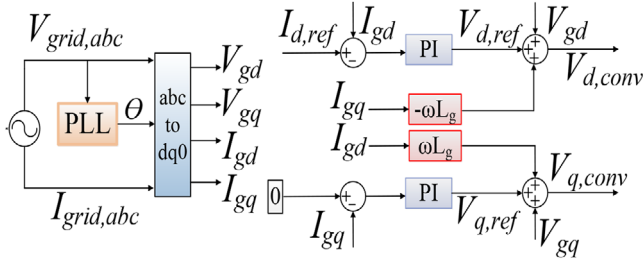 V_grid,abc
PLL
θ
abc
to
dq0
V_gd
V_gq
I_gd
I_gq
I_grid,abc
I_d,ref
I_gd
PI
V_d,ref
V_gd
V_d,conv
I_gq
-ωL_g
I_gd
ωL_g
0
I_gq
PI
V_q,ref
V_q,conv
V_gq